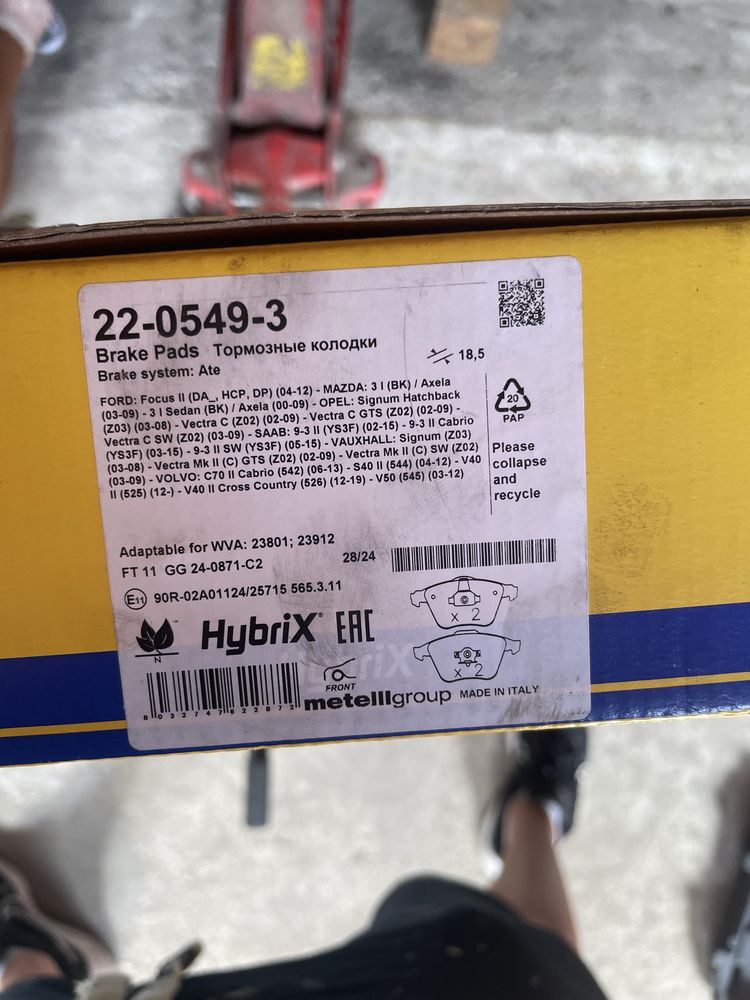 22-0549-3
Brake Pads Тормозные колодки
Brake system: Ate
18,5
FORD: Focus II (DA_, HCP, DP) (04-12) - MAZDA: 3 I (BK) / Axela
(03-09) - 3 I Sedan (BK) / Axela (00-09) - OPEL: Signum Hatchback
(Z03) (03-08) - Vectra C (Z02) (02-09) - Vectra C GTS (Z02) (02-09) -
Vectra C SW (Z02) (03-09) - SAAB: 9-3 II (YS3F) (02-15) - 9-3 II Cabrio
(YS3F) (03-15) - 9-3 II SW (YS3F) (05-15) - VAUXHALL: Signum (Z03)
(03-08) - Vectra Mk II (C) GTS (Z02) (02-09) - Vectra Mk II (C) SW (Z02)
(03-09) - VOLVO: C70 II Cabrio (542) (06-13) - S40 II (544) (04-12) - V40
II (525) (12-) - V40 II Cross Country (526) (12-19) - V50 (545) (03-12)
20
PAP
Please
collapse
and
recycle
Adaptable for WVA: 23801; 23912
FT 11 GG 24-0871-C2
28/24
E11 90R-02A01124/25715 565.3.11
x 2
x 2
N
HybriX® EAC
FRONT
8032747622872
metelligroup MADE IN ITALY